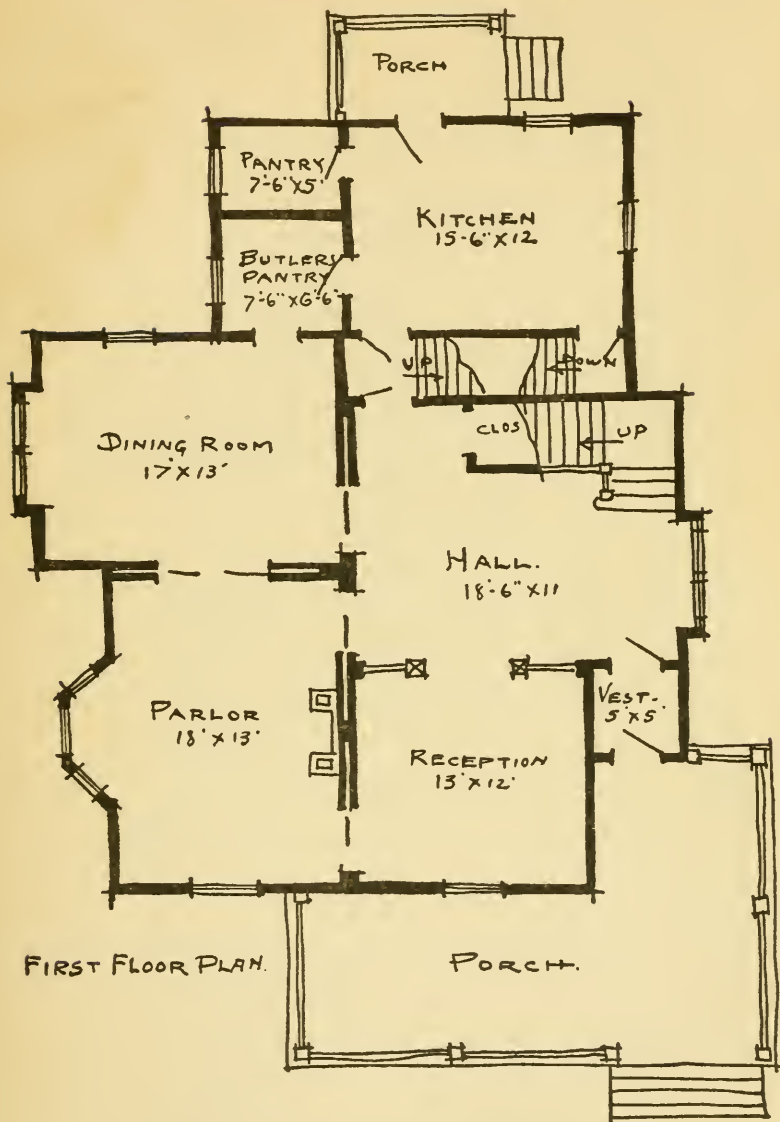 PORCH
PANTRY
7'-6"X5'
KITCHEN
15-6"X12
BUTLERS
PANTRY
7'-6"X6'-6"
UP
DOWN
CLOS
UP
DINING ROOM
17'X13'
HALL.
18'-6"X11
VEST-
5'X5'
PARLOR
18'X13'
RECEPTION
13'X12'
FIRST FLOOR PLAN.
PORCH.